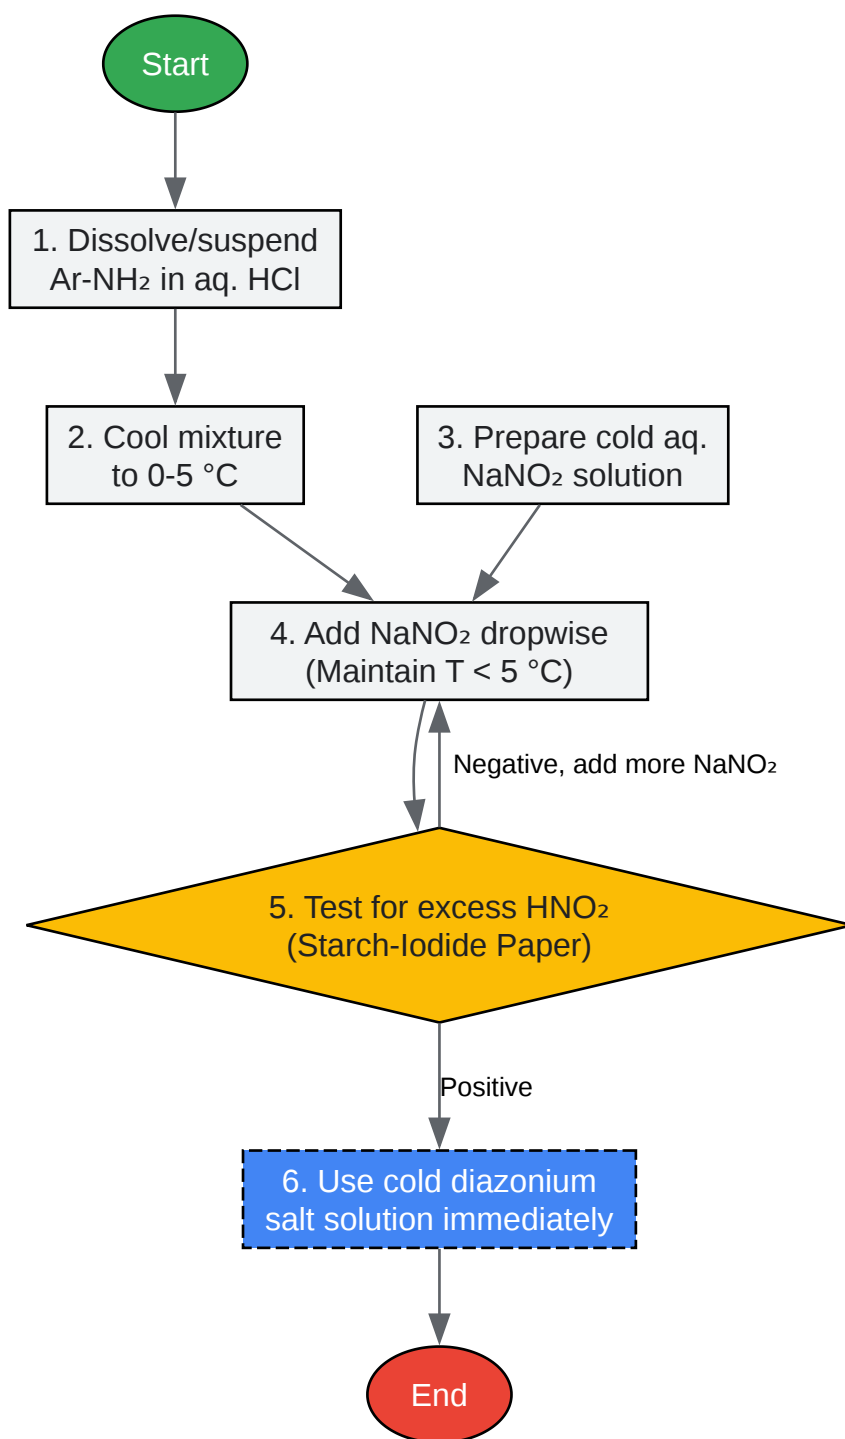 Start
1. Dissolve/suspend
Ar-NH₂ in aq. HCl
2. Cool mixture
to 0-5 °C
3. Prepare cold aq.
NaNO₂ solution
4. Add NaNO₂ dropwise
(Maintain T < 5 °C)
Negative, add more NaNO₂
5. Test for excess HNO₂
(Starch-Iodide Paper)
Positive
6. Use cold diazonium
salt solution immediately
End